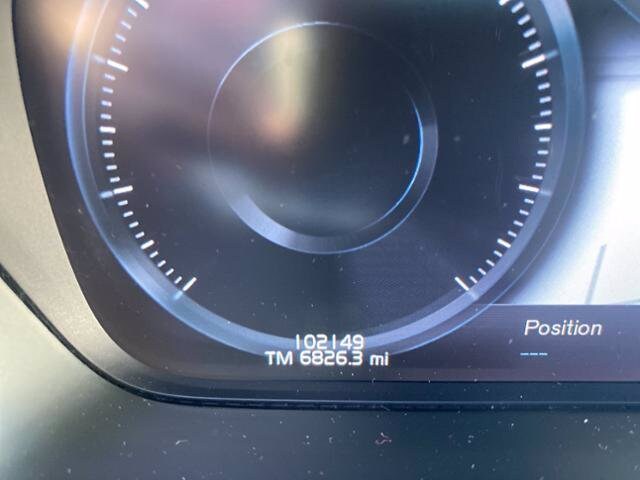 102149
TM 6826.3 mi
Position
---